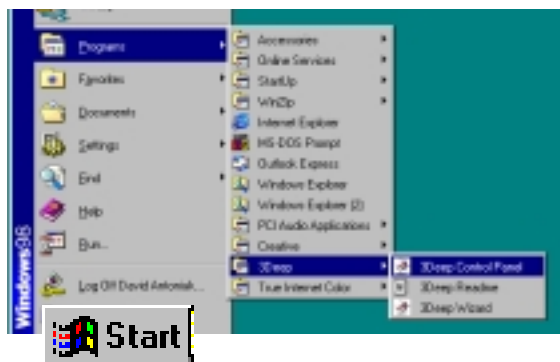 Programs
Favorites
Documents
Settings
Find
Help
Run...
Log Off David Antoniak...
Windows98
Start
Accessories
Online Services
StartUp
WinZip
Internet Explorer
MS-DOS Prompt
Outlook Express
Windows Explorer
Windows Explorer (2)
PCI Audio Applications
Creative
3Deep
True Internet Color
3Deep Control Panel
3Deep Readme
3Deep Wizard